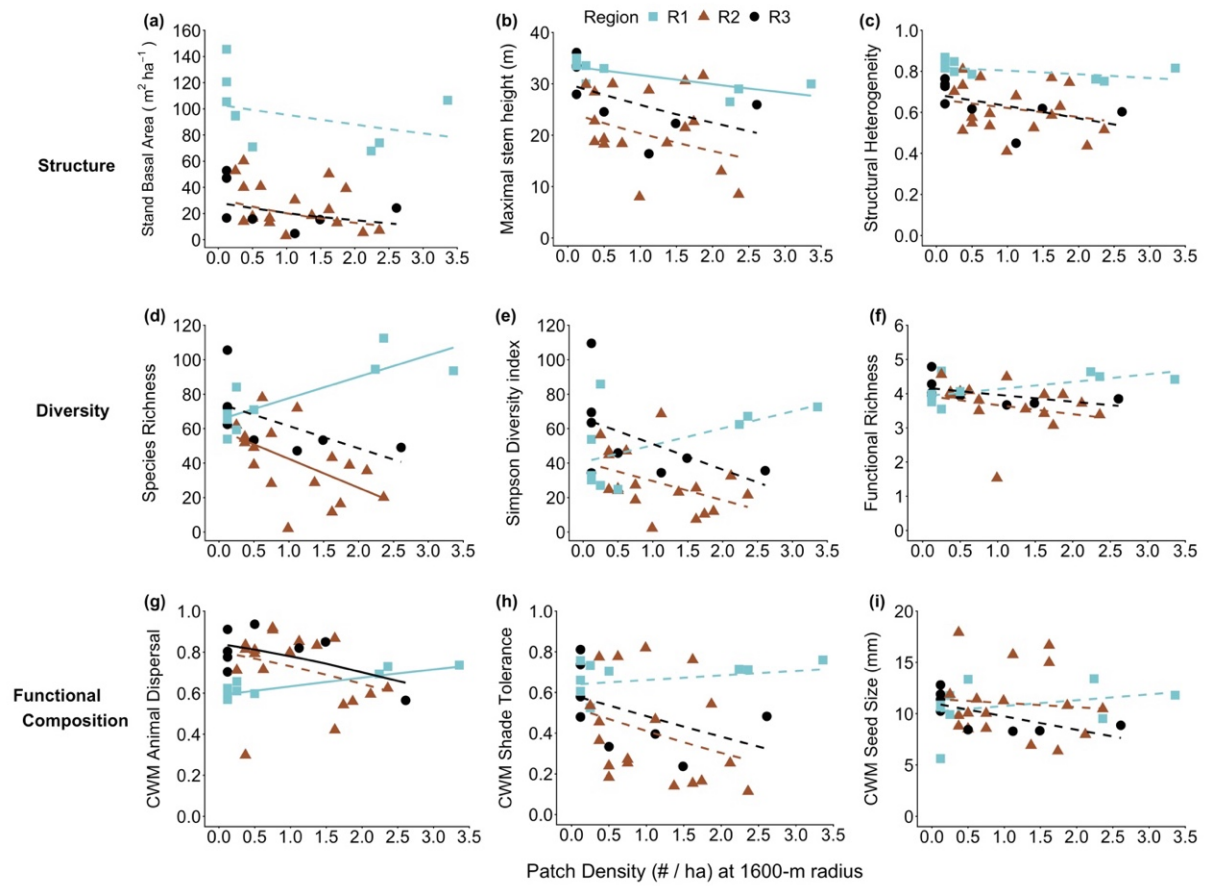 Region R1 R2 R3
(a) (b) (c)
Structure
Stand Basal Area ( m² ha⁻¹ )
160
140
120
100
80
60
40
20
0
0.0 0.5 1.0 1.5 2.0 2.5 3.0 3.5
Maximal stem height (m)
40
30
20
10
0
0.0 0.5 1.0 1.5 2.0 2.5 3.0 3.5
Structural Heterogeneity
1.0
0.8
0.6
0.4
0.2
0.0
0.0 0.5 1.0 1.5 2.0 2.5 3.0 3.5
(d) (e) (f)
Diversity
Species Richness
120
100
80
60
40
20
0
0.0 0.5 1.0 1.5 2.0 2.5 3.0 3.5
Simpson Diversity index
120
100
80
60
40
20
0
0.0 0.5 1.0 1.5 2.0 2.5 3.0 3.5
Functional Richness
6
5
4
3
2
1
0
0.0 0.5 1.0 1.5 2.0 2.5 3.0 3.5
(g) (h) (i)
Functional
Composition
CWM Animal Dispersal
1.0
0.8
0.6
0.4
0.2
0.0
0.0 0.5 1.0 1.5 2.0 2.5 3.0 3.5
CWM Shade Tolerance
1.0
0.8
0.6
0.4
0.2
0.0
0.0 0.5 1.0 1.5 2.0 2.5 3.0 3.5
CWM Seed Size (mm)
20
15
10
5
0
0.0 0.5 1.0 1.5 2.0 2.5 3.0 3.5
Patch Density (# / ha) at 1600-m radius